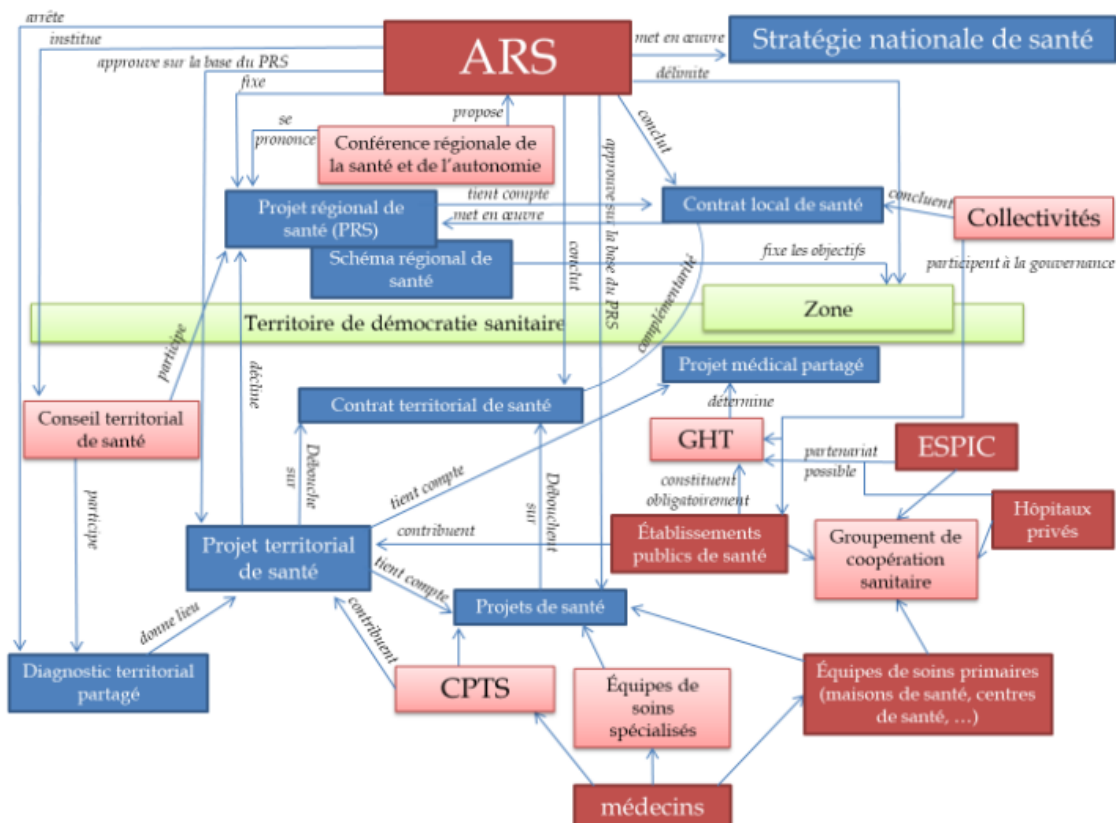 arrête
institue
approuve sur la base du PRS
fixe
ARS
met en œuvre
Stratégie nationale de santé
délimite
se
prononce
propose
Conférence régionale de
la santé et de l'autonomie
conclut
approuve sur la base du PRS
Projet régional de
santé (PRS)
tient compte
met en œuvre
Contrat local de santé
concluent
Collectivités
Schéma régional de
santé
conclut
fixe les objectifs
participent à la gouvernance
complémentarité
Zone
Territoire de démocratie sanitaire
participe
décline
Projet médical partagé
Conseil territorial
de santé
Contrat territorial de santé
détermine
GHT
partenariat
possible
ESPIC
participe
Débouche
sur
tient compte
Débouchent
sur
constituent
obligatoirement
Hôpitaux
privés
Projet territorial
de santé
contribuent
Établissements
publics de santé
Groupement de
coopération
sanitaire
tient compte
Projets de santé
donne lieu
contribuent
Diagnostic territorial
partagé
CPTS
Équipes de
soins
spécialisés
Équipes de soins primaires
(maisons de santé, centres
de santé, …)
médecins